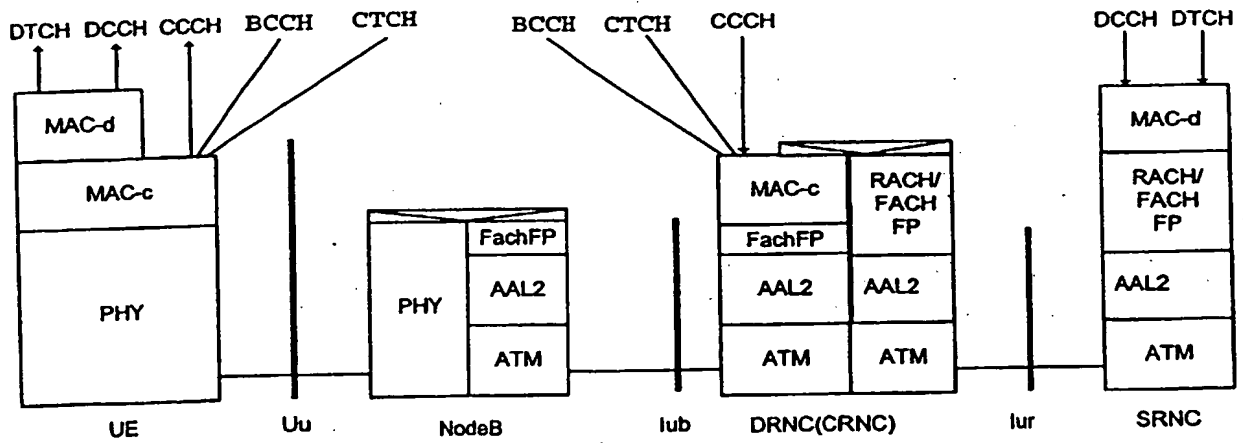 DTCH DCCH CCCH BCCH CTCH BCCH CTCH CCCH DCCH DTCH
MAC-d
MAC-c
PHY
UE
Uu
PHY
FachFP
AAL2
ATM
NodeB
Iub
MAC-c
FachFP
AAL2
ATM
RACH/
FACH
FP
AAL2
ATM
DRNC(CRNC)
Iur
MAC-d
RACH/
FACH
FP
AAL2
ATM
SRNC